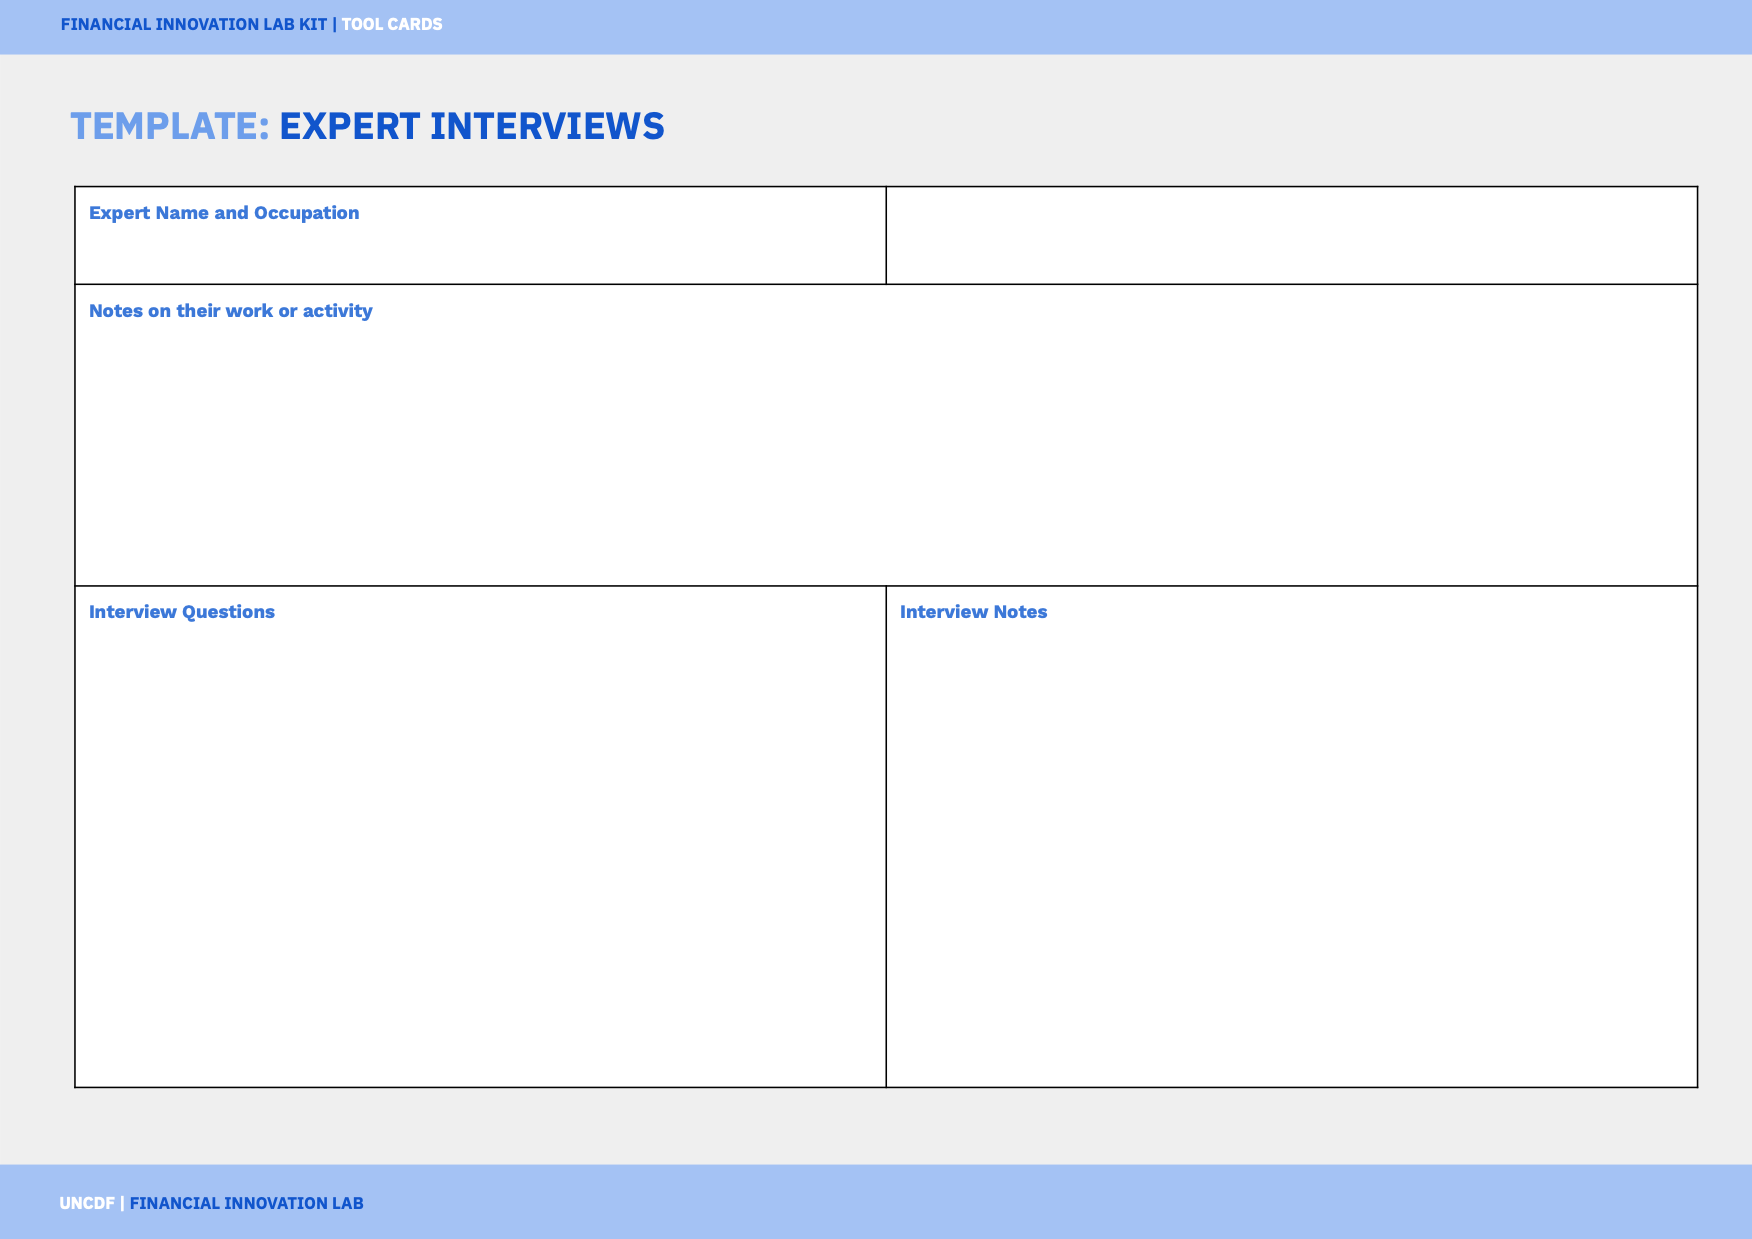 FINANCIAL INNOVATION LAB KIT | TOOL CARDS
TEMPLATE: EXPERT INTERVIEWS
Expert Name and Occupation
Notes on their work or activity
Interview Questions
Interview Notes
UNCDF | FINANCIAL INNOVATION LAB